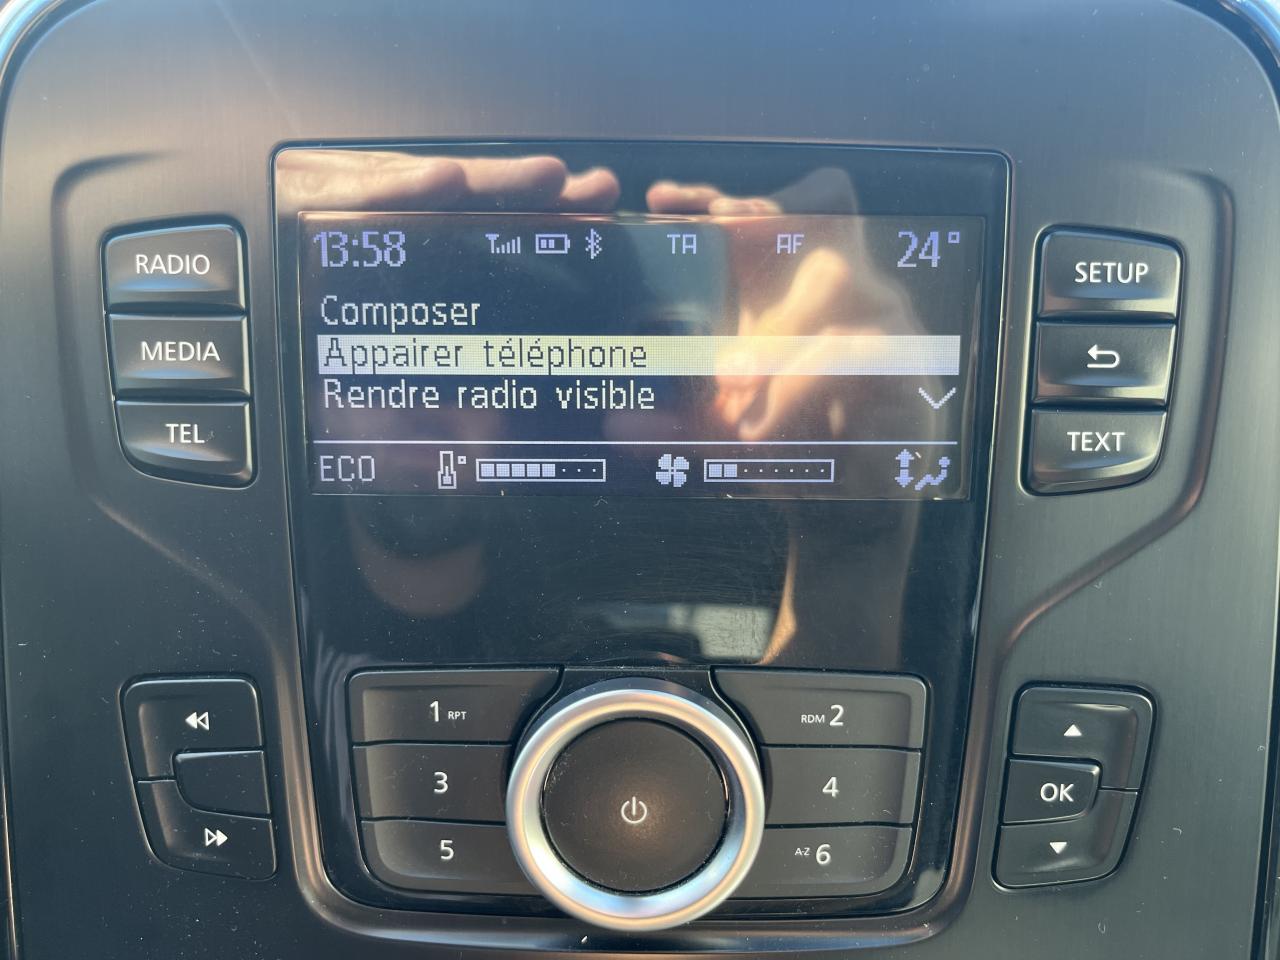 13:58 TA AF 24°
Composer
Appairer téléphone
Rendre radio visible
ECO
RADIO
MEDIA
TEL
SETUP
TEXT
1 RPT
RDM 2
3
4
5
A-Z 6
OK